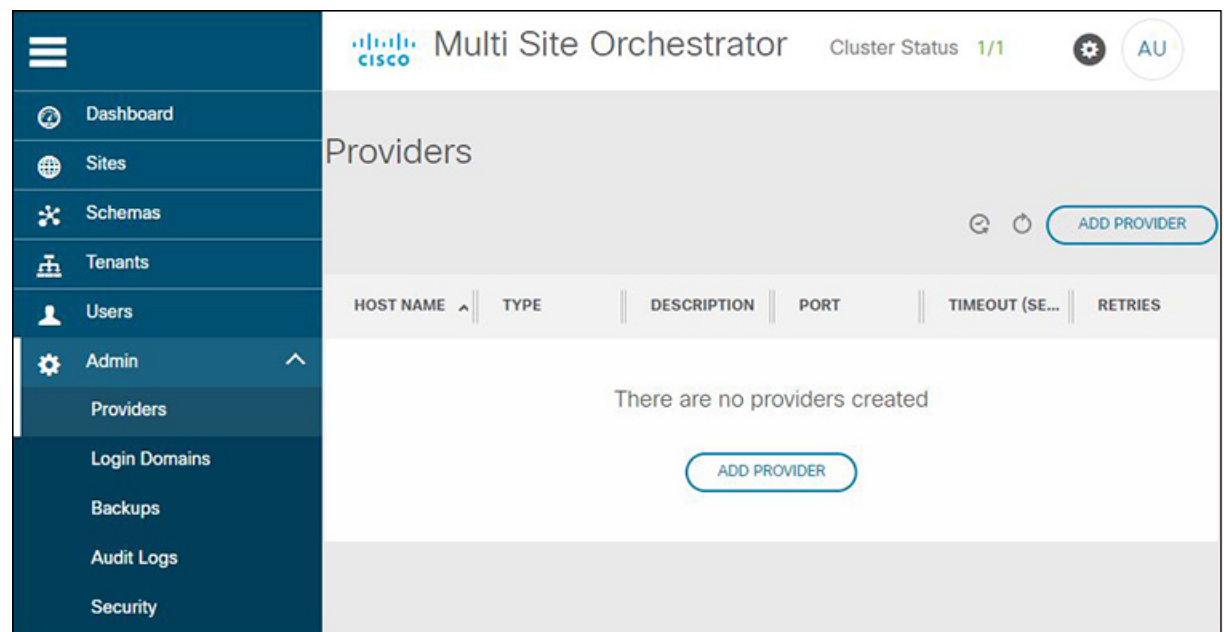 CISCO
Multi Site Orchestrator
Cluster Status 1/1
AU
Dashboard
Sites
Schemas
Tenants
Users
Admin
Providers
Login Domains
Backups
Audit Logs
Security
Providers
ADD PROVIDER
HOST NAME TYPE DESCRIPTION PORT TIMEOUT (SE... RETRIES
There are no providers created
ADD PROVIDER